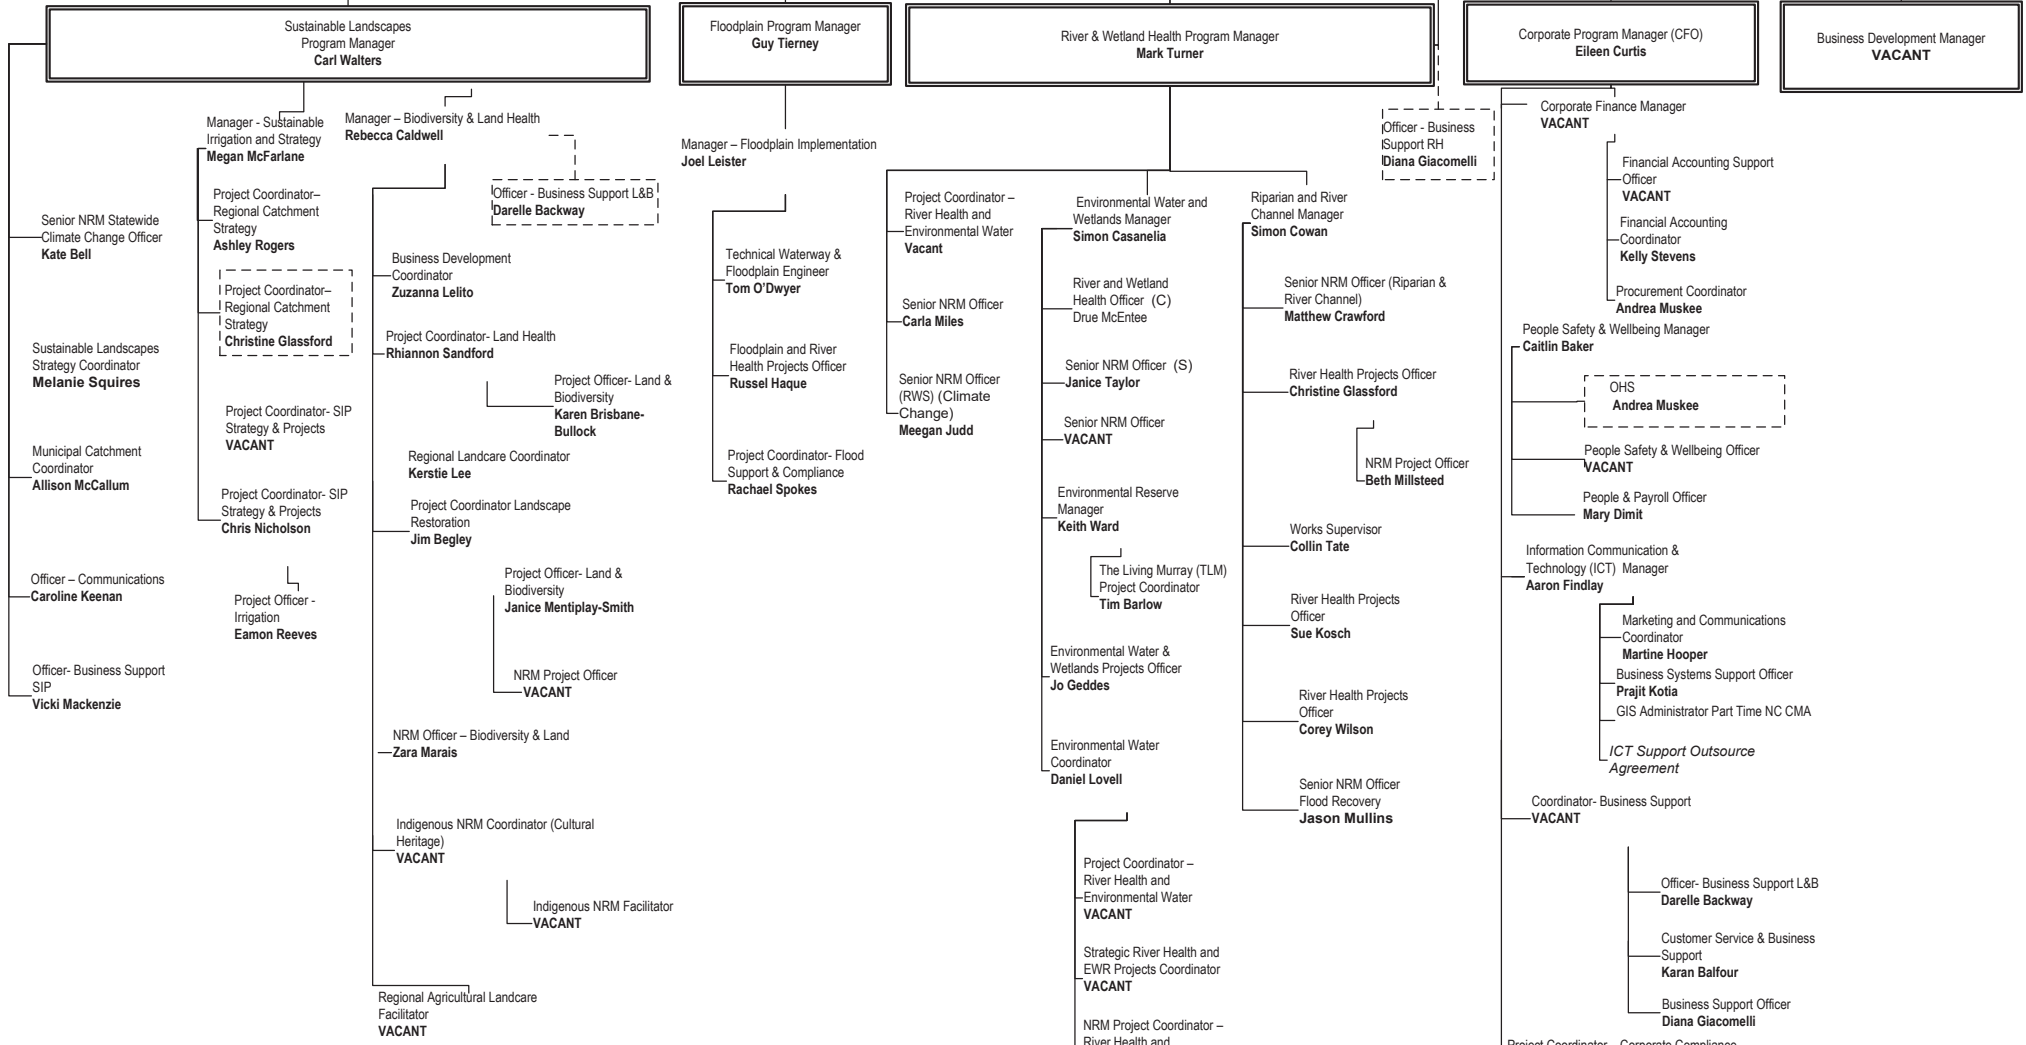 Sustainable Landscapes
Program Manager
Carl Walters
Senior NRM Statewide
Climate Change Officer
Kate Bell
Sustainable Landscapes
Strategy Coordinator
Melanie Squires
Municipal Catchment
Coordinator
Allison McCallum
Officer – Communications
Caroline Keenan
Officer- Business Support
SIP
Vicki Mackenzie
Manager - Sustainable
Irrigation and Strategy
Megan McFarlane
Project Coordinator–
Regional Catchment
Strategy
Ashley Rogers
Project Coordinator–
Regional Catchment
Strategy
Christine Glassford
Project Coordinator- SIP
Strategy & Projects
VACANT
Project Coordinator- SIP
Strategy & Projects
Chris Nicholson
Project Officer -
Irrigation
Eamon Reeves
Manager – Biodiversity & Land Health
Rebecca Caldwell
Officer - Business Support L&B
Darelle Backway
Business Development
Coordinator
Zuzanna Lelito
Project Coordinator- Land Health
Rhiannon Sandford
Project Officer- Land &
Biodiversity
Karen Brisbane-
Bullock
Regional Landcare Coordinator
Kerstie Lee
Project Coordinator Landscape
Restoration
Jim Begley
Project Officer- Land &
Biodiversity
Janice Mentiplay-Smith
NRM Project Officer
VACANT
NRM Officer – Biodiversity & Land
Zara Marais
Indigenous NRM Coordinator (Cultural
Heritage)
VACANT
Indigenous NRM Facilitator
VACANT
Regional Agricultural Landcare
Facilitator
VACANT
Floodplain Program Manager
Guy Tierney
Manager – Floodplain Implementation
Joel Leister
Technical Waterway &
Floodplain Engineer
Tom O’Dwyer
Floodplain and River
Health Projects Officer
Russel Haque
Project Coordinator- Flood
Support & Compliance
Rachael Spokes
River & Wetland Health Program Manager
Mark Turner
Officer - Business
Support RH
Diana Giacomelli
Project Coordinator –
River Health and
Environmental Water
Vacant
Senior NRM Officer
Carla Miles
Senior NRM Officer
(RWS) (Climate
Change)
Meegan Judd
Environmental Water and
Wetlands Manager
Simon Casanelia
River and Wetland
Health Officer (C)
Drue McEntee
Senior NRM Officer (S)
Janice Taylor
Senior NRM Officer
VACANT
Environmental Reserve
Manager
Keith Ward
The Living Murray (TLM)
Project Coordinator
Tim Barlow
Environmental Water &
Wetlands Projects Officer
Jo Geddes
Environmental Water
Coordinator
Daniel Lovell
Project Coordinator –
River Health and
Environmental Water
VACANT
Strategic River Health and
EWR Projects Coordinator
VACANT
NRM Project Coordinator –
River Health and
Riparian and River
Channel Manager
Simon Cowan
Senior NRM Officer (Riparian &
River Channel)
Matthew Crawford
River Health Projects Officer
Christine Glassford
NRM Project Officer
Beth Millsteed
Works Supervisor
Collin Tate
River Health Projects
Officer
Sue Kosch
River Health Projects
Officer
Corey Wilson
Senior NRM Officer
Flood Recovery
Jason Mullins
Corporate Program Manager (CFO)
Eileen Curtis
Corporate Finance Manager
VACANT
Financial Accounting Support
Officer
VACANT
Financial Accounting
Coordinator
Kelly Stevens
Procurement Coordinator
Andrea Muskee
People Safety & Wellbeing Manager
Caitlin Baker
OHS
Andrea Muskee
People Safety & Wellbeing Officer
VACANT
People & Payroll Officer
Mary Dimit
Information Communication &
Technology (ICT) Manager
Aaron Findlay
Marketing and Communications
Coordinator
Martine Hooper
Business Systems Support Officer
Prajit Kotia
GIS Administrator Part Time NC CMA
ICT Support Outsource
Agreement
Coordinator- Business Support
VACANT
Officer- Business Support L&B
Darelle Backway
Customer Service & Business
Support
Karan Balfour
Business Support Officer
Diana Giacomelli
Project Coordinator – Corporate Compliance
Business Development Manager
VACANT